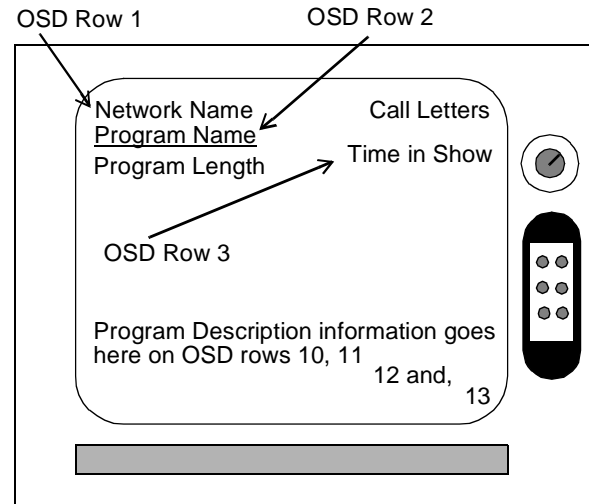 OSD Row 1
OSD Row 2
Network Name
Call Letters
Program Name
Time in Show
Program Length
OSD Row 3
Program Description information goes
here on OSD rows 10, 11
12 and,
13